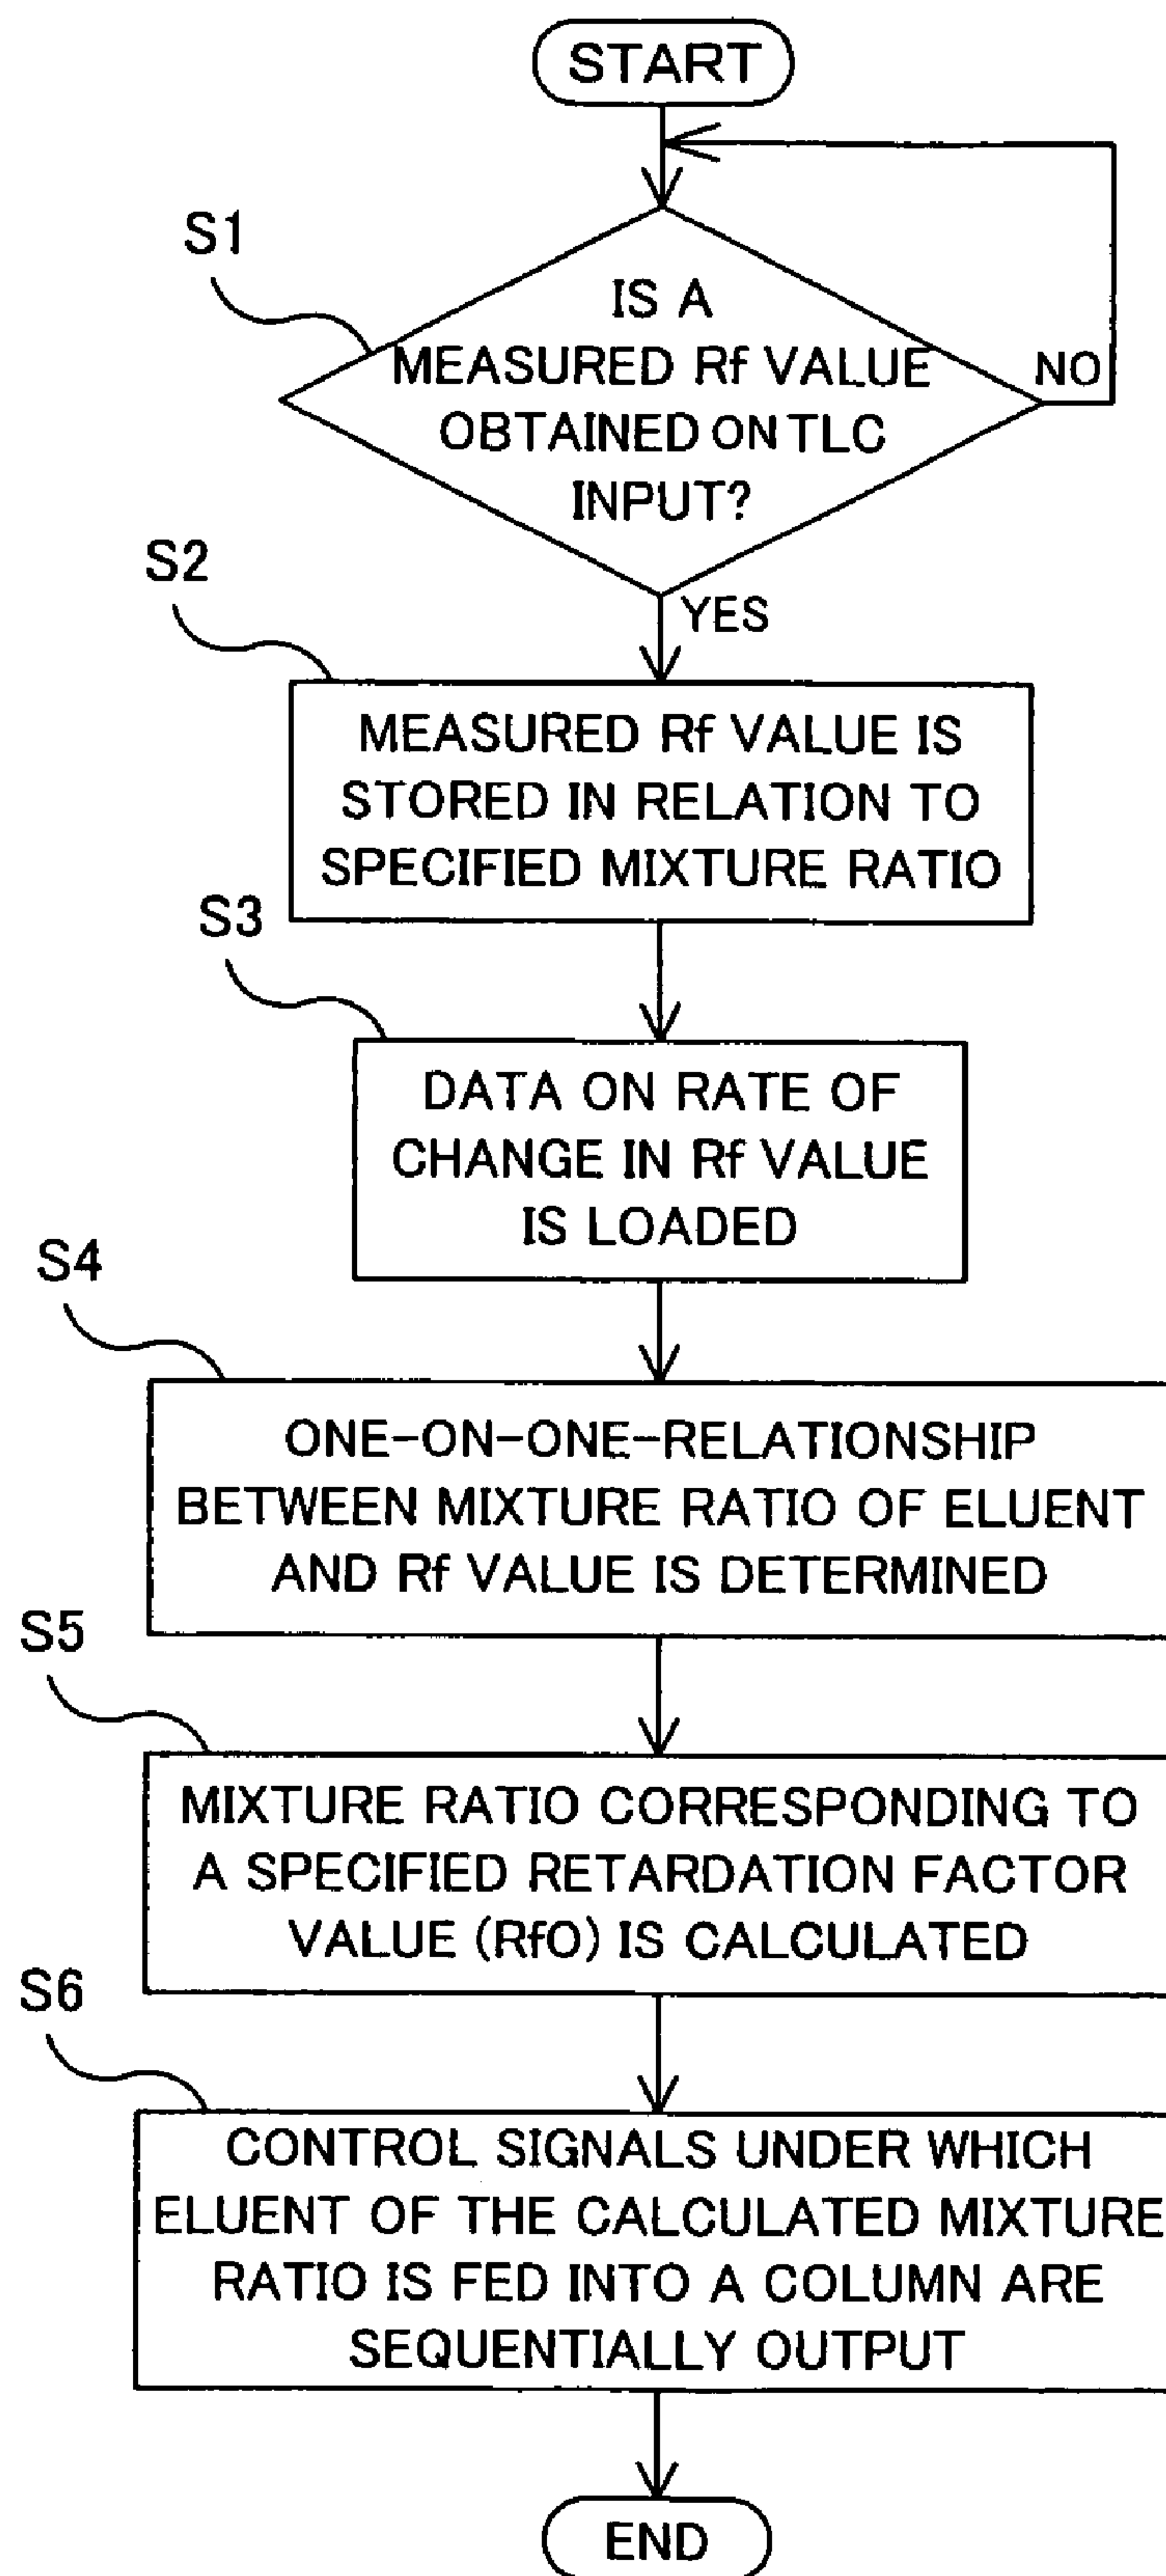 START
S1
IS A
MEASURED Rf VALUE
OBTAINED ON TLC
INPUT?
NO
YES
S2
MEASURED Rf VALUE IS
STORED IN RELATION TO
SPECIFIED MIXTURE RATIO
S3
DATA ON RATE OF
CHANGE IN Rf VALUE
IS LOADED
S4
ONE-ON-ONE-RELATIONSHIP
BETWEEN MIXTURE RATIO OF ELUENT
AND Rf VALUE IS DETERMINED
S5
MIXTURE RATIO CORRESPONDING TO
A SPECIFIED RETARDATION FACTOR
VALUE (Rf0) IS CALCULATED
S6
CONTROL SIGNALS UNDER WHICH
ELUENT OF THE CALCULATED MIXTURE
RATIO IS FED INTO A COLUMN ARE
SEQUENTIALLY OUTPUT
END